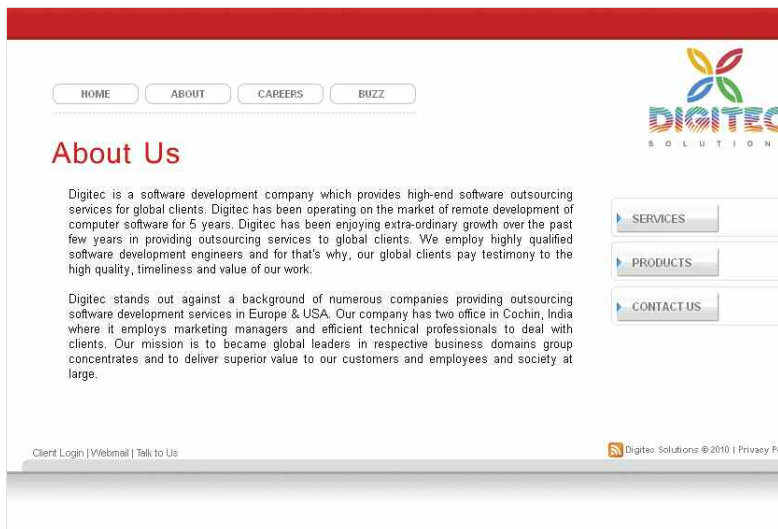 HOME
ABOUT
CAREERS
BUZZ
DIGITEC
SOLUTION
About Us
Digitec is a software development company which provides high-end software outsourcing
services for global clients. Digitec has been operating on the market of remote development of
computer software for 5 years. Digitec has been enjoying extra-ordinary growth over the past
few years in providing outsourcing services to global clients. We employ highly qualified
software development engineers and for that's why, our global clients pay testimony to the
high quality, timeliness and value of our work.
Digitec stands out against a background of numerous companies providing outsourcing
software development services in Europe & USA. Our company has two office in Cochin, India
where it employs marketing managers and efficient technical professionals to deal with
clients. Our mission is to became global leaders in respective business domains group
concentrates and to deliver superior value to our customers and employees and society at
large.
SERVICES
PRODUCTS
CONTACT US
Client Login | Webmail | Talk to Us
Digitec Solutions © 2010 | Privacy